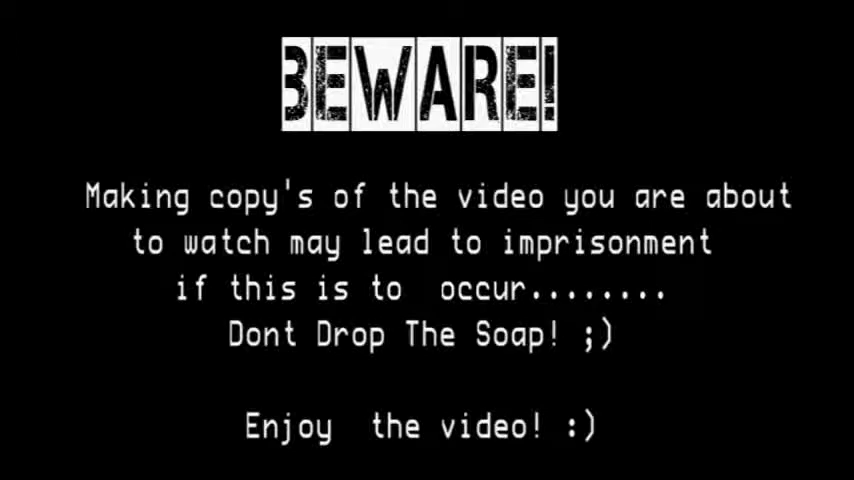 BEWARE!
Making copy's of the video you are about
to watch may lead to imprisonment
if this is to occur........
Dont Drop The Soap! ;)
Enjoy the video! :)